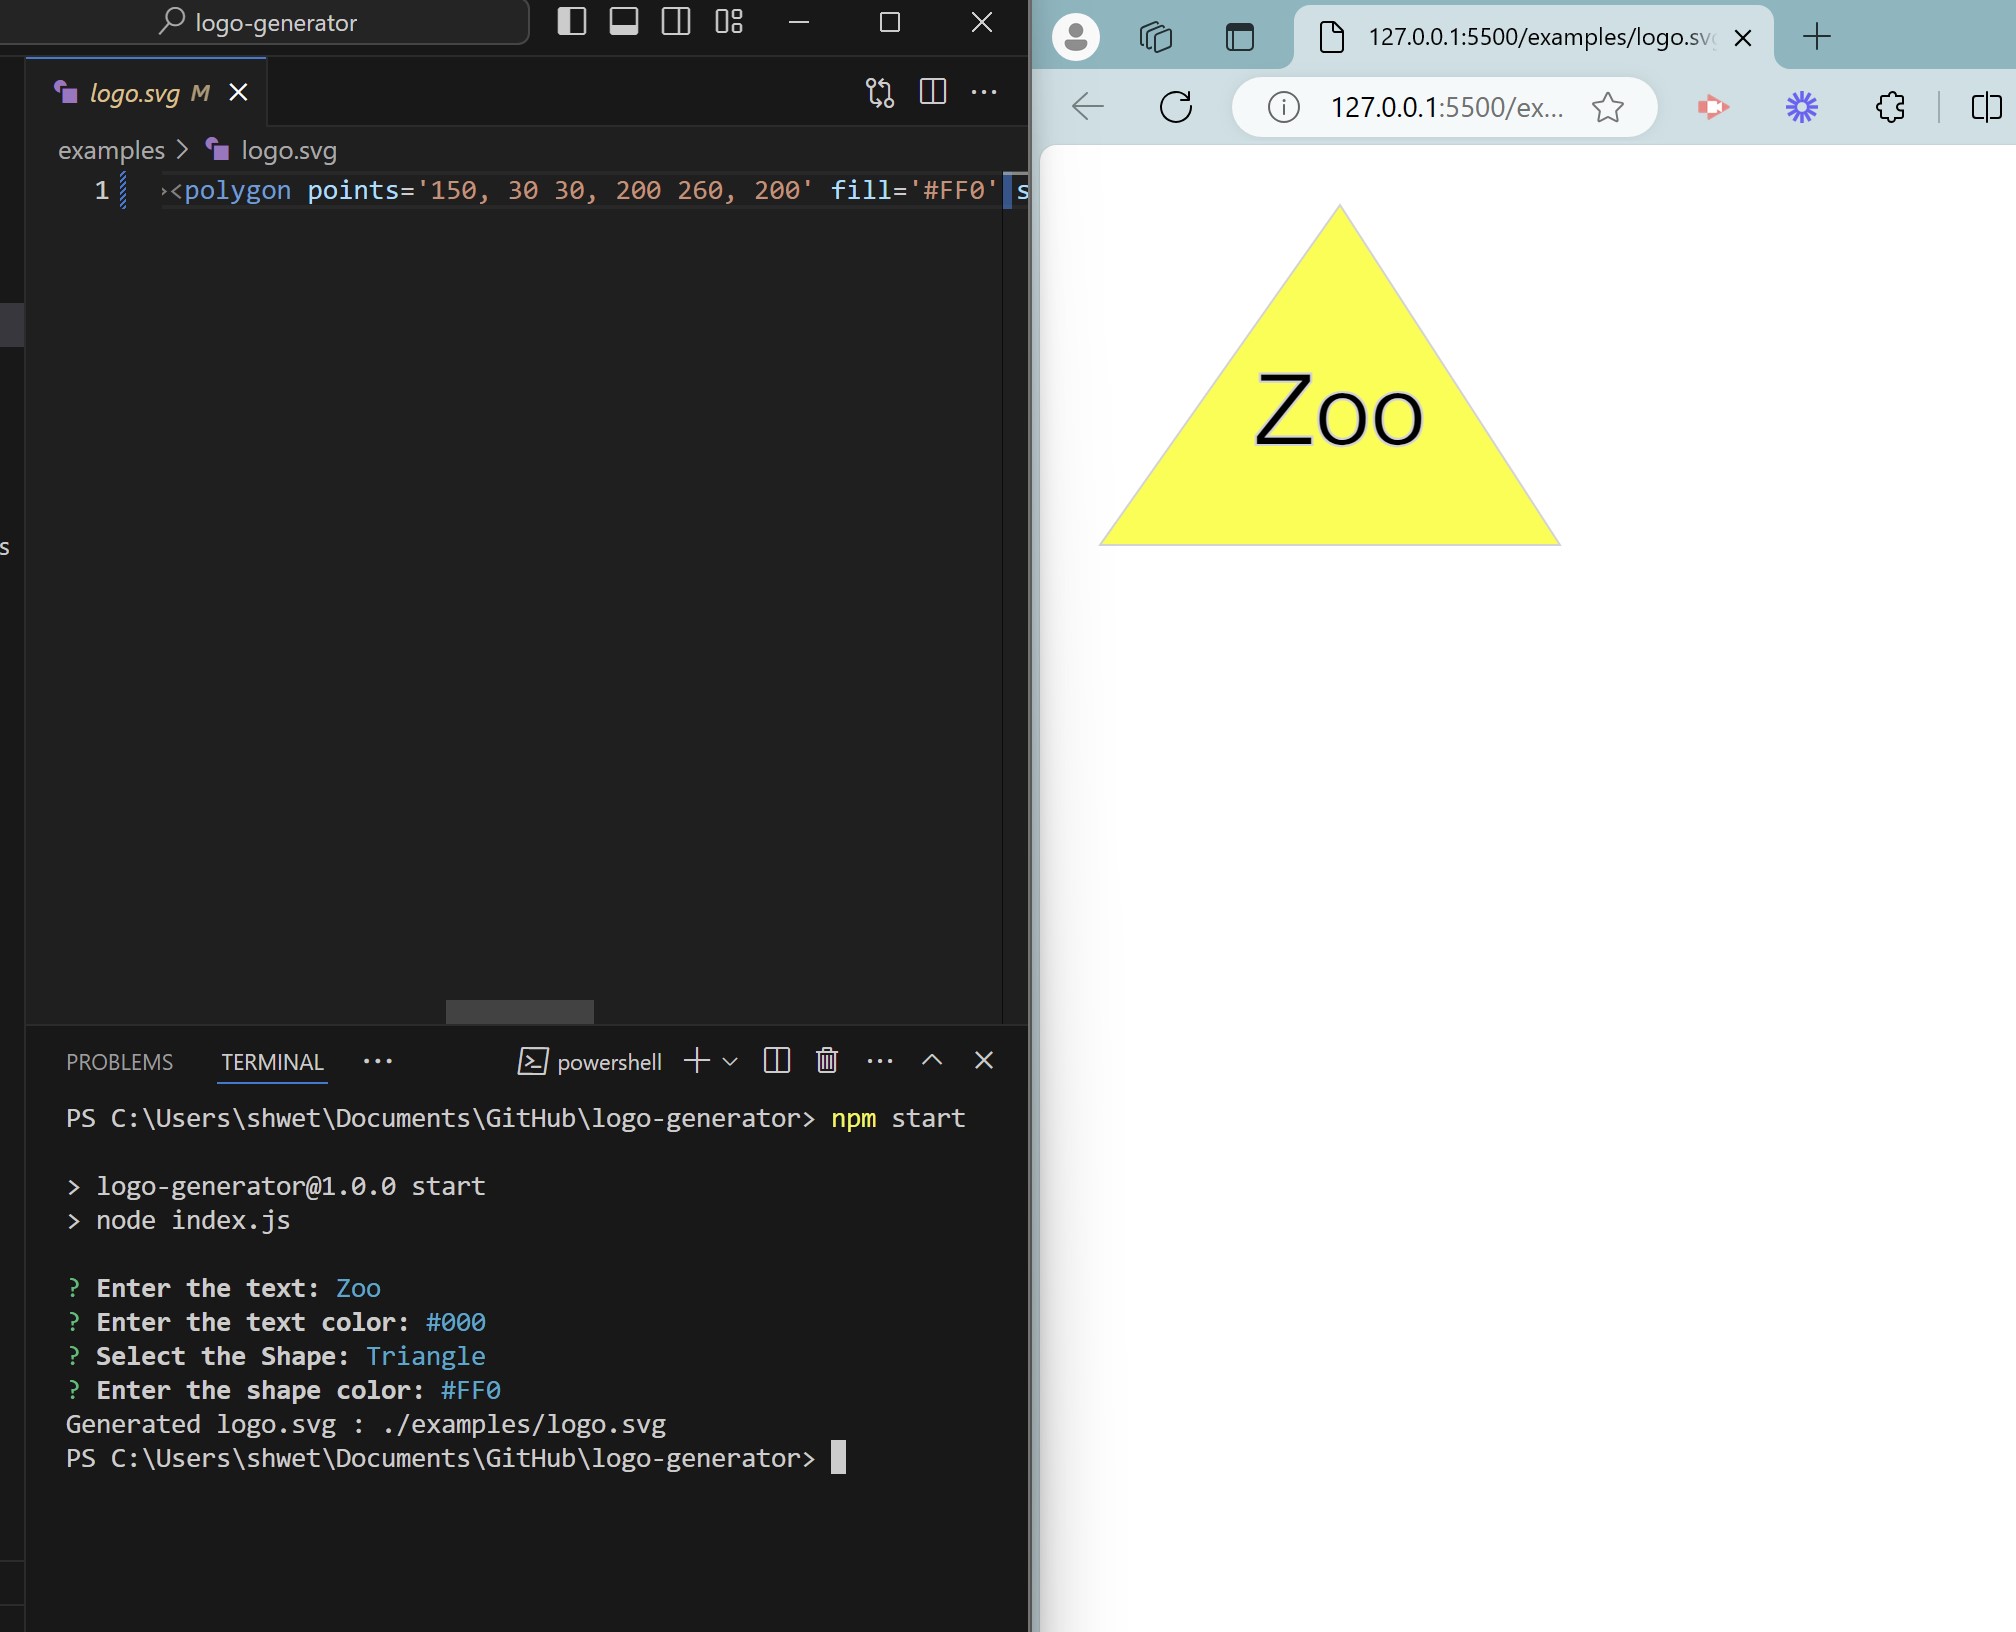 logo-generator
logo.svg M
examples > logo.svg
1 <polygon points='150, 30 30, 200 260, 200' fill='#FF0' s
PROBLEMS TERMINAL powershell
PS C:\Users\shwet\Documents\GitHub\logo-generator> npm start
> logo-generator@1.0.0 start
> node index.js
? Enter the text: Zoo
? Enter the text color: #000
? Select the Shape: Triangle
? Enter the shape color: #FF0
Generated logo.svg : ./examples/logo.svg
PS C:\Users\shwet\Documents\GitHub\logo-generator>
s
127.0.0.1:5500/examples/logo.svg
127.0.0.1:5500/ex...
Zoo